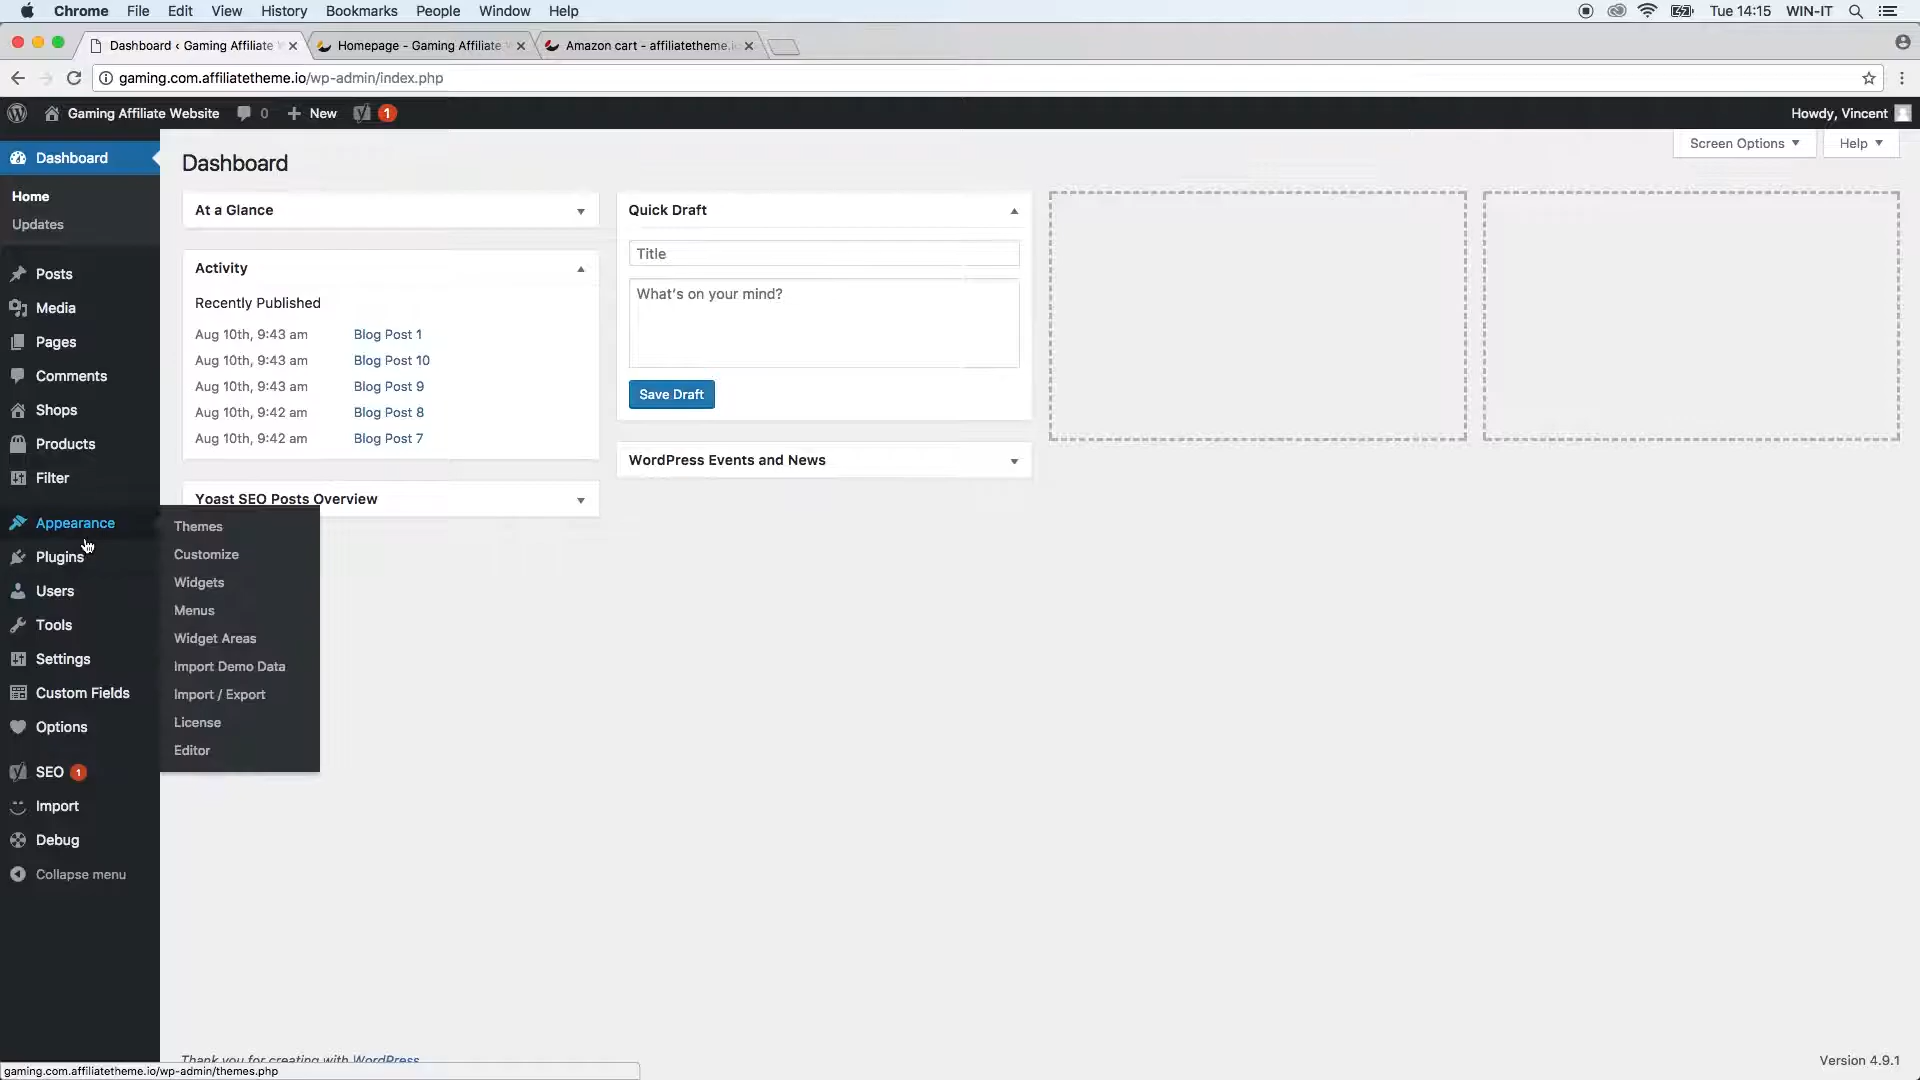 Chrome File Edit View History Bookmarks People Window Help Tue 14:15 WIN-IT
Dashboard ‹ Gaming Affiliate Homepage - Gaming Affiliate Amazon cart - affiliatetheme.
gaming.com.affiliatetheme.io/wp-admin/index.php
Gaming Affiliate Website 0 New 1 Howdy, Vincent
Screen Options Help
Dashboard
Home
Updates
Posts
Media
Pages
Comments
Shops
Products
Filter
Appearance
Plugins
Users
Tools
Settings
Custom Fields
Options
SEO 1
Import
Debug
Collapse menu
Themes
Customize
Widgets
Menus
Widget Areas
Import Demo Data
Import / Export
License
Editor
Dashboard
At a Glance
Activity
Recently Published
Aug 10th, 9:43 am Blog Post 1
Aug 10th, 9:43 am Blog Post 10
Aug 10th, 9:43 am Blog Post 9
Aug 10th, 9:42 am Blog Post 8
Aug 10th, 9:42 am Blog Post 7
Yoast SEO Posts Overview
Quick Draft
Title
What's on your mind?
Save Draft
WordPress Events and News
Thank you for creating with WordPress
Version 4.9.1
gaming.com.affiliatetheme.io/wp-admin/themes.php